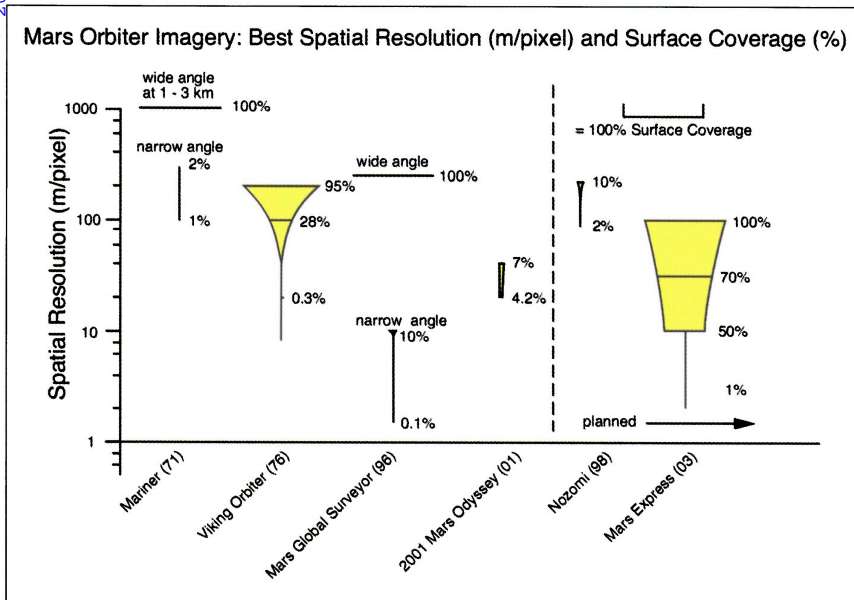 Mars Orbiter Imagery: Best Spatial Resolution (m/pixel) and Surface Coverage (%)
Spatial Resolution (m/pixel)
1000
100
10
1
wide angle
at 1 - 3 km
100%
narrow angle
2%
1%
95%
28%
0.3%
wide angle
100%
narrow angle
10%
0.1%
7%
4.2%
= 100% Surface Coverage
10%
2%
100%
70%
50%
1%
planned
Mariner (71)
Viking Orbiter (76)
Mars Global Surveyor (96)
2001 Mars Odyssey (01)
Nozomi (98)
Mars Express (03)